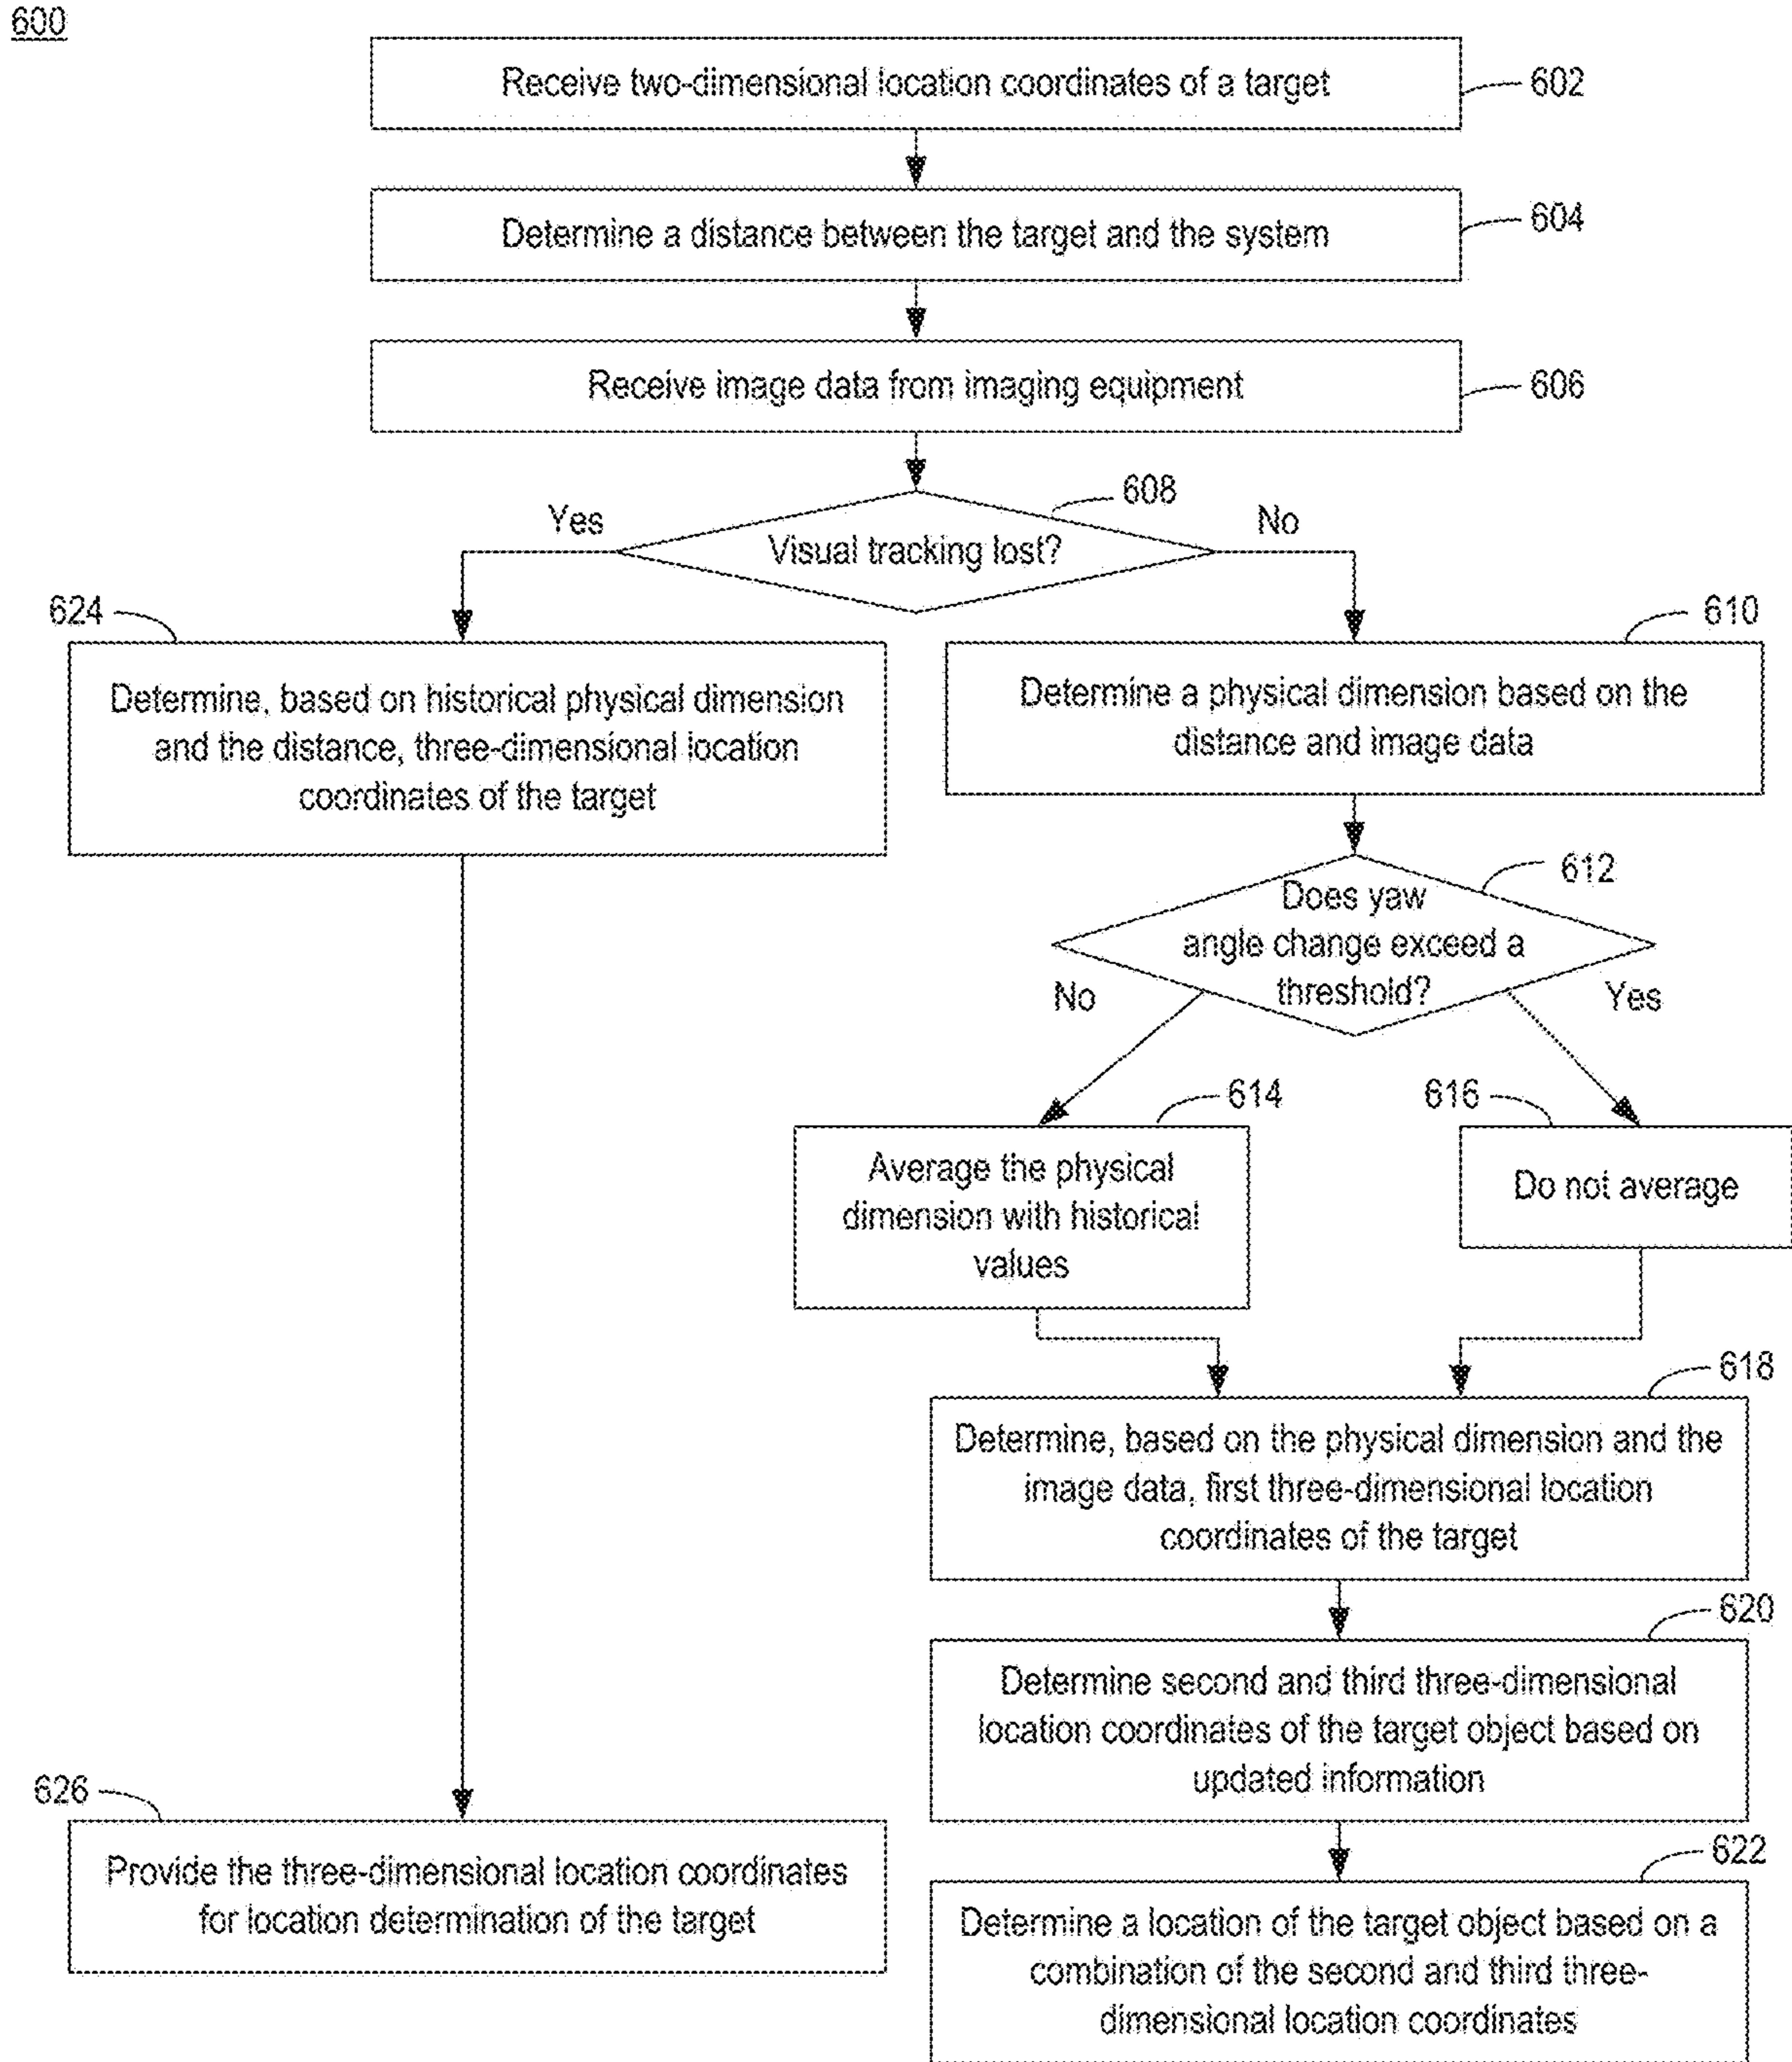 600
Receive two-dimensional location coordinates of a target
602
Determine a distance between the target and the system
604
Receive image data from imaging equipment
606
608
Yes
Visual tracking lost?
No
624
Determine, based on historical physical dimension
and the distance, three-dimensional location
coordinates of the target
610
Determine a physical dimension based on the
distance and image data
612
Does yaw
angle change exceed a
threshold?
No
Yes
614
Average the physical
dimension with historical
values
616
Do not average
618
Determine, based on the physical dimension and the
image data, first three-dimensional location
coordinates of the target
620
Determine second and third three-dimensional
location coordinates of the target object based on
updated information
626
Provide the three-dimensional location coordinates
for location determination of the target
622
Determine a location of the target object based on a
combination of the second and third three-
dimensional location coordinates